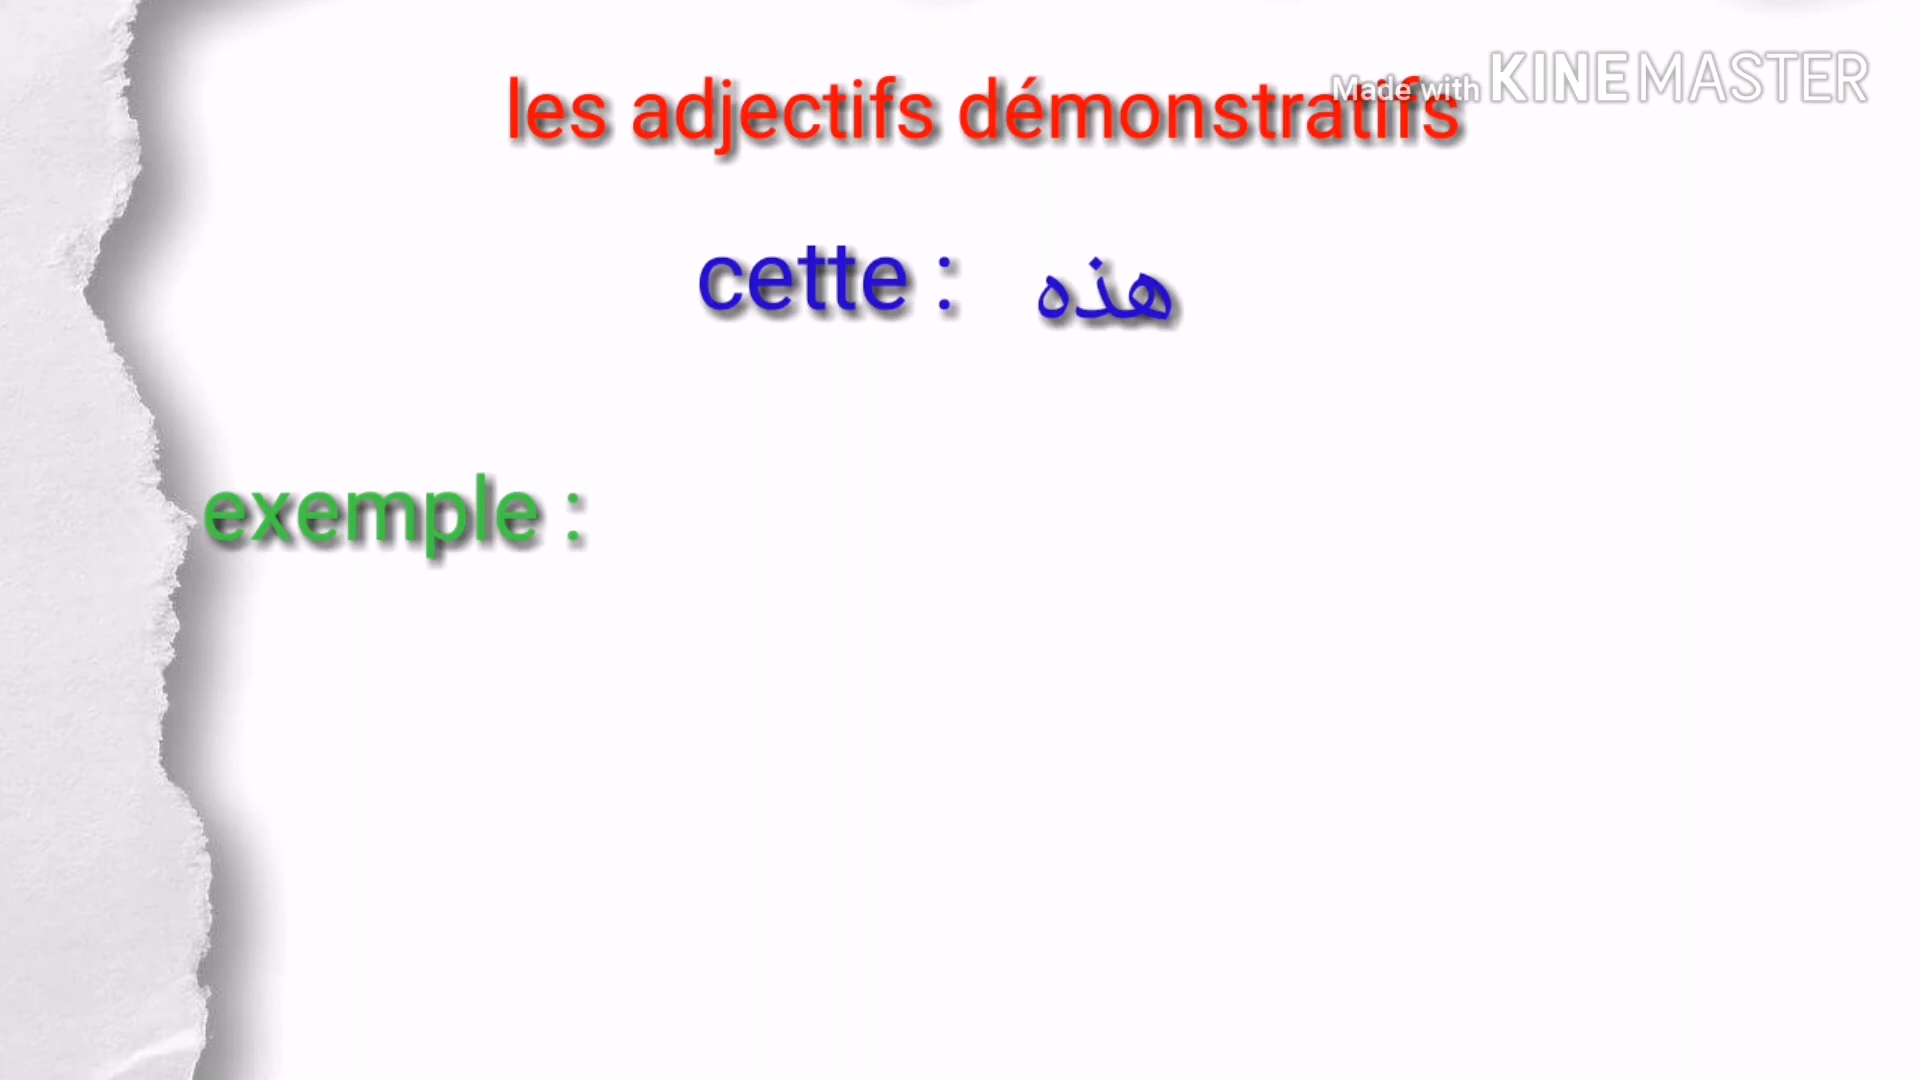 Made with KINEMASTER
les adjectifs démonstratifs
cette : هذه
exemple :